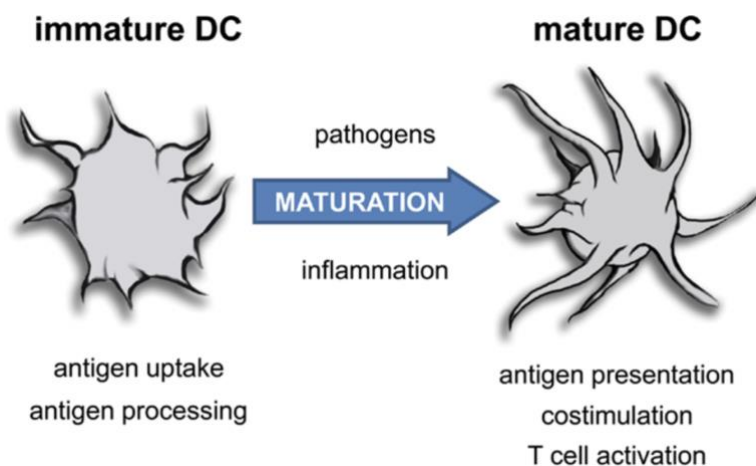 immature DC
mature DC
pathogens
MATURATION
inflammation
antigen uptake
antigen processing
antigen presentation
costimulation
T cell activation